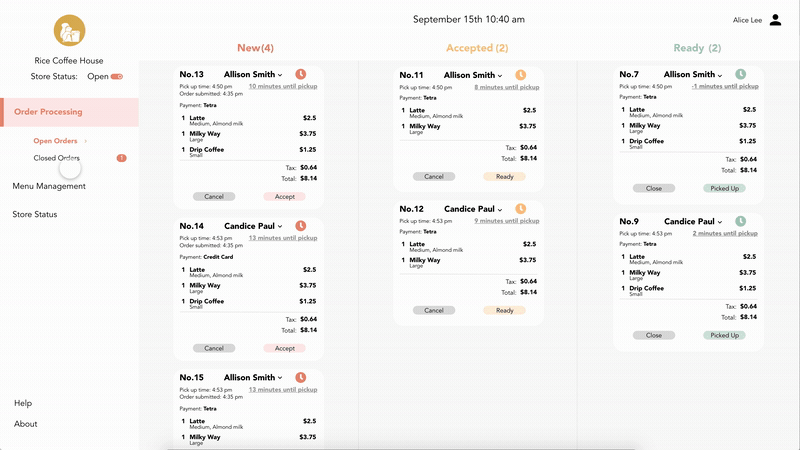 September 15th 10:40 am
Alice Lee
Rice Coffee House
Store Status: Open
Order Processing
Open Orders ›
Closed Orders 1
Menu Management
Store Status
Help
About
New(4)
No.13 Allison Smith
Pick up time: 4:50 pm 10 minutes until pickup
Order submitted: 4:35 pm
Payment: Tetra
1 Latte $2.5
Medium, Almond milk
1 Milky Way $3.75
Large
1 Drip Coffee $1.25
Small
Tax: $0.64
Total: $8.14
Cancel Accept
No.14 Candice Paul
Pick up time: 4:53 pm 13 minutes until pickup
Order submitted: 4:35 pm
Payment: Credit Card
1 Latte $2.5
Medium, Almond milk
1 Milky Way $3.75
Large
1 Drip Coffee $1.25
Small
Tax: $0.64
Total: $8.14
Cancel Accept
No.15 Allison Smith
Pick up time: 4:53 pm 13 minutes until pickup
Order submitted: 4:35 pm
Payment: Tetra
1 Latte $2.5
Medium, Almond milk
1 Milky Way $3.75
Large
Accepted (2)
No.11 Allison Smith
Pick up time: 4:50 pm 8 minutes until pickup
Payment: Tetra
1 Latte $2.5
Medium, Almond milk
1 Milky Way $3.75
Large
Tax: $0.64
Total: $8.14
Cancel Ready
No.12 Candice Paul
Pick up time: 4:53 pm 9 minutes until pickup
Payment: Tetra
1 Latte $2.5
Medium, Almond milk
1 Milky Way $3.75
Large
Tax: $0.64
Total: $8.14
Cancel Ready
Ready (2)
No.7 Allison Smith
Pick up time: 4:50 pm -1 minutes until pickup
Payment: Tetra
1 Latte $2.5
Medium, Almond milk
1 Milky Way $3.75
Large
1 Drip Coffee $1.25
Small
Tax: $0.64
Total: $8.14
Close Picked Up
No.9 Candice Paul
Pick up time: 4:53 pm 2 minutes until pickup
Payment: Tetra
1 Latte $2.5
Medium, Almond milk
1 Milky Way $3.75
Large
1 Drip Coffee $1.25
Small
Tax: $0.64
Total: $8.14
Close Picked Up